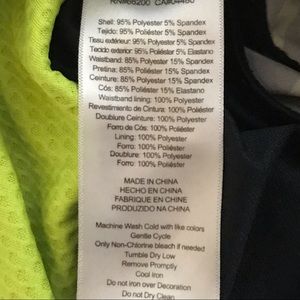 Shell: 95% Polyester 5% Spandex
Tejido: 95% Poliéster 5% Spandex
Tissu extérieur: 95% Polyester 5% Spandex
Tecido exterior: 95% Poliéster 5% Elastano
Waistband: 85% Polyester 15% Spandex
Pretina: 85% Poliéster 15% Spandex
Ceinture: 85% Polyester 15% Spandex
Cós: 85% Poliéster 15% Elastano
Waistband lining: 100% Polyester
Revestimiento de Cintura: 100% Poliéster
Doublure Ceinture: 100% Polyester
Forro de Cós: 100% Poliéster
Lining: 100% Polyester
Forro: 100% Poliéster
Doublure: 100% Polyester
Forro: 100% Poliéster
MADE IN CHINA
HECHO EN CHINA
FABRIQUE EN CHINE
PRODUZIDO NA CHINA
Machine Wash Cold with like colors
Gentle Cycle
Only Non-Chlorine bleach if needed
Tumble Dry Low
Remove Promptly
Cool Iron
Do not iron over Decoration
Do not Dry Clean